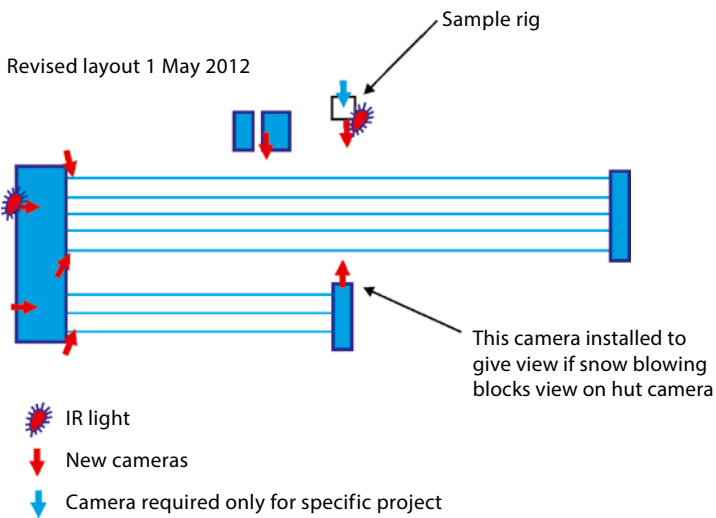 Sample rig
Revised layout 1 May 2012
This camera installed to
give view if snow blowing
blocks view on hut camera
IR light
New cameras
Camera required only for specific project